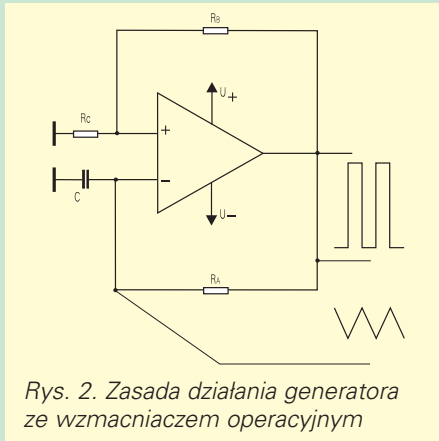 RB
U+
RC
+
−
C
U−
RA
Rys. 2. Zasada działania generatora
ze wzmacniaczem operacyjnym